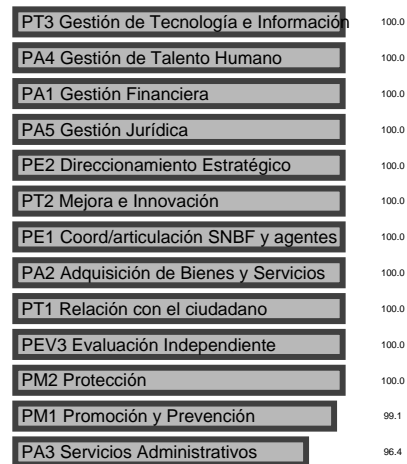 PT3 Gestión de Tecnología e Información 100.0
PA4 Gestión de Talento Humano 100.0
PA1 Gestión Financiera 100.0
PA5 Gestión Jurídica 100.0
PE2 Direccionamiento Estratégico 100.0
PT2 Mejora e Innovación 100.0
PE1 Coord/articulación SNBF y agentes 100.0
PA2 Adquisición de Bienes y Servicios 100.0
PT1 Relación con el ciudadano 100.0
PEV3 Evaluación Independiente 100.0
PM2 Protección 100.0
PM1 Promoción y Prevención 99.1
PA3 Servicios Administrativos 96.4